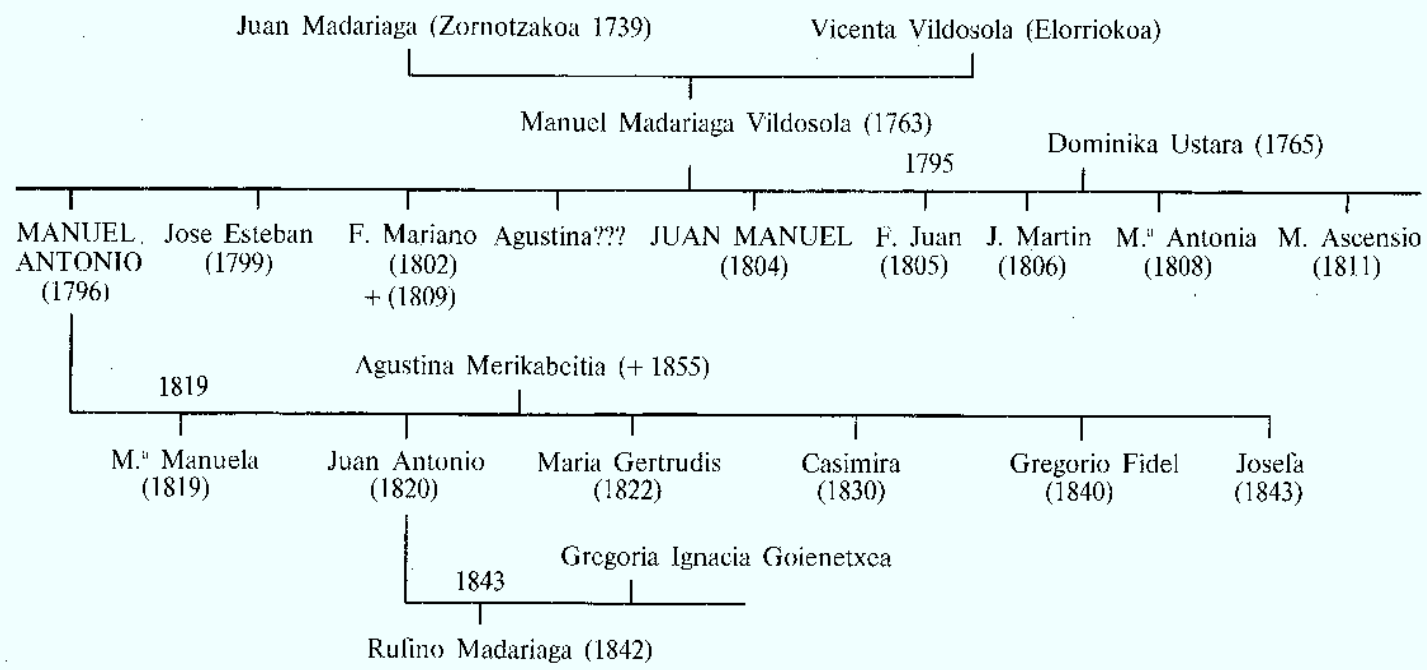 Juan Madariaga (Zornotzakoa 1739) Vicenta Vildosola (Elorriokoa)
Manuel Madariaga Vildosola (1763)
1795 Dominika Ustara (1765)
MANUEL ANTONIO (1796)
Jose Esteban (1799)
F. Mariano (1802) + (1809)
Agustina???
JUAN MANUEL (1804)
F. Juan (1805)
J. Martin (1806)
M.ª Antonia (1808)
M. Ascensio (1811)
1819 Agustina Merikabeitia (+ 1855)
M.ª Manuela (1819)
Juan Antonio (1820)
Maria Gertrudis (1822)
Casimira (1830)
Gregorio Fidel (1840)
Josefa (1843)
1843 Gregoria Ignacia Goienetxea
Rufino Madariaga (1842)